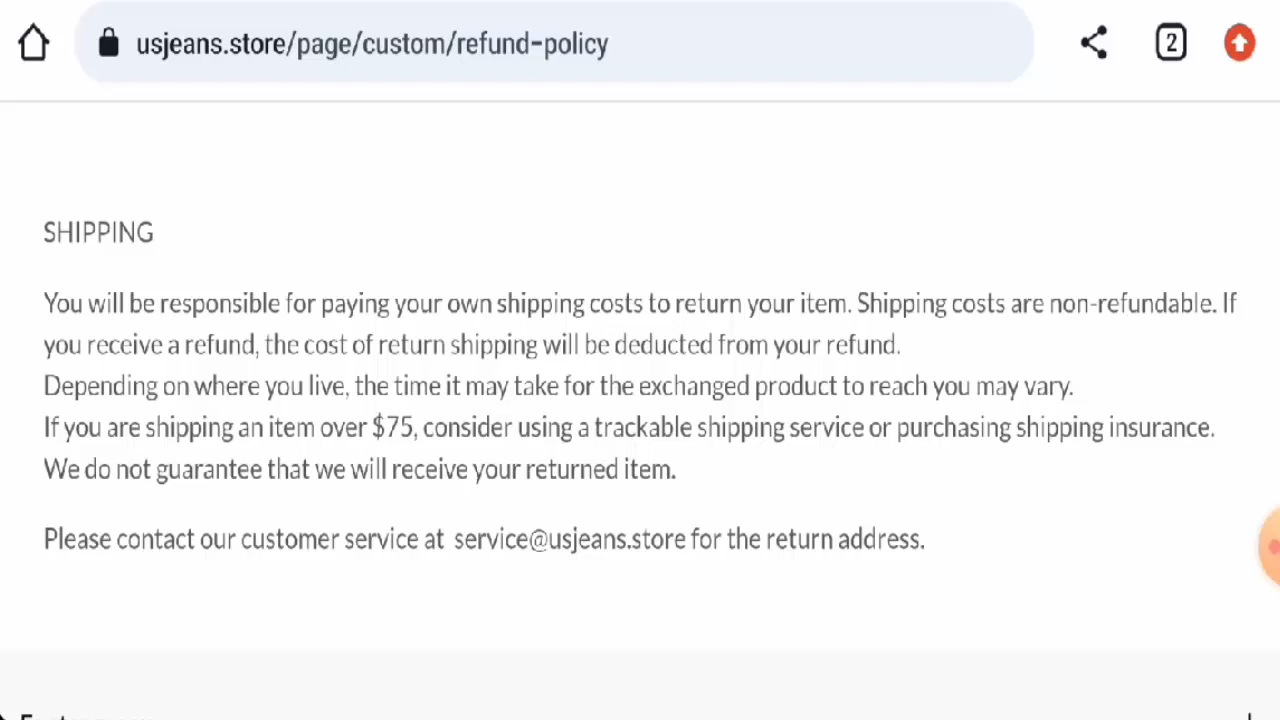 usjeans.store/page/custom/refund-policy
2
SHIPPING
You will be responsible for paying your own shipping costs to return your item. Shipping costs are non-refundable. If
you receive a refund, the cost of return shipping will be deducted from your refund.
Depending on where you live, the time it may take for the exchanged product to reach you may vary.
If you are shipping an item over $75, consider using a trackable shipping service or purchasing shipping insurance.
We do not guarantee that we will receive your returned item.
Please contact our customer service at service@usjeans.store for the return address.